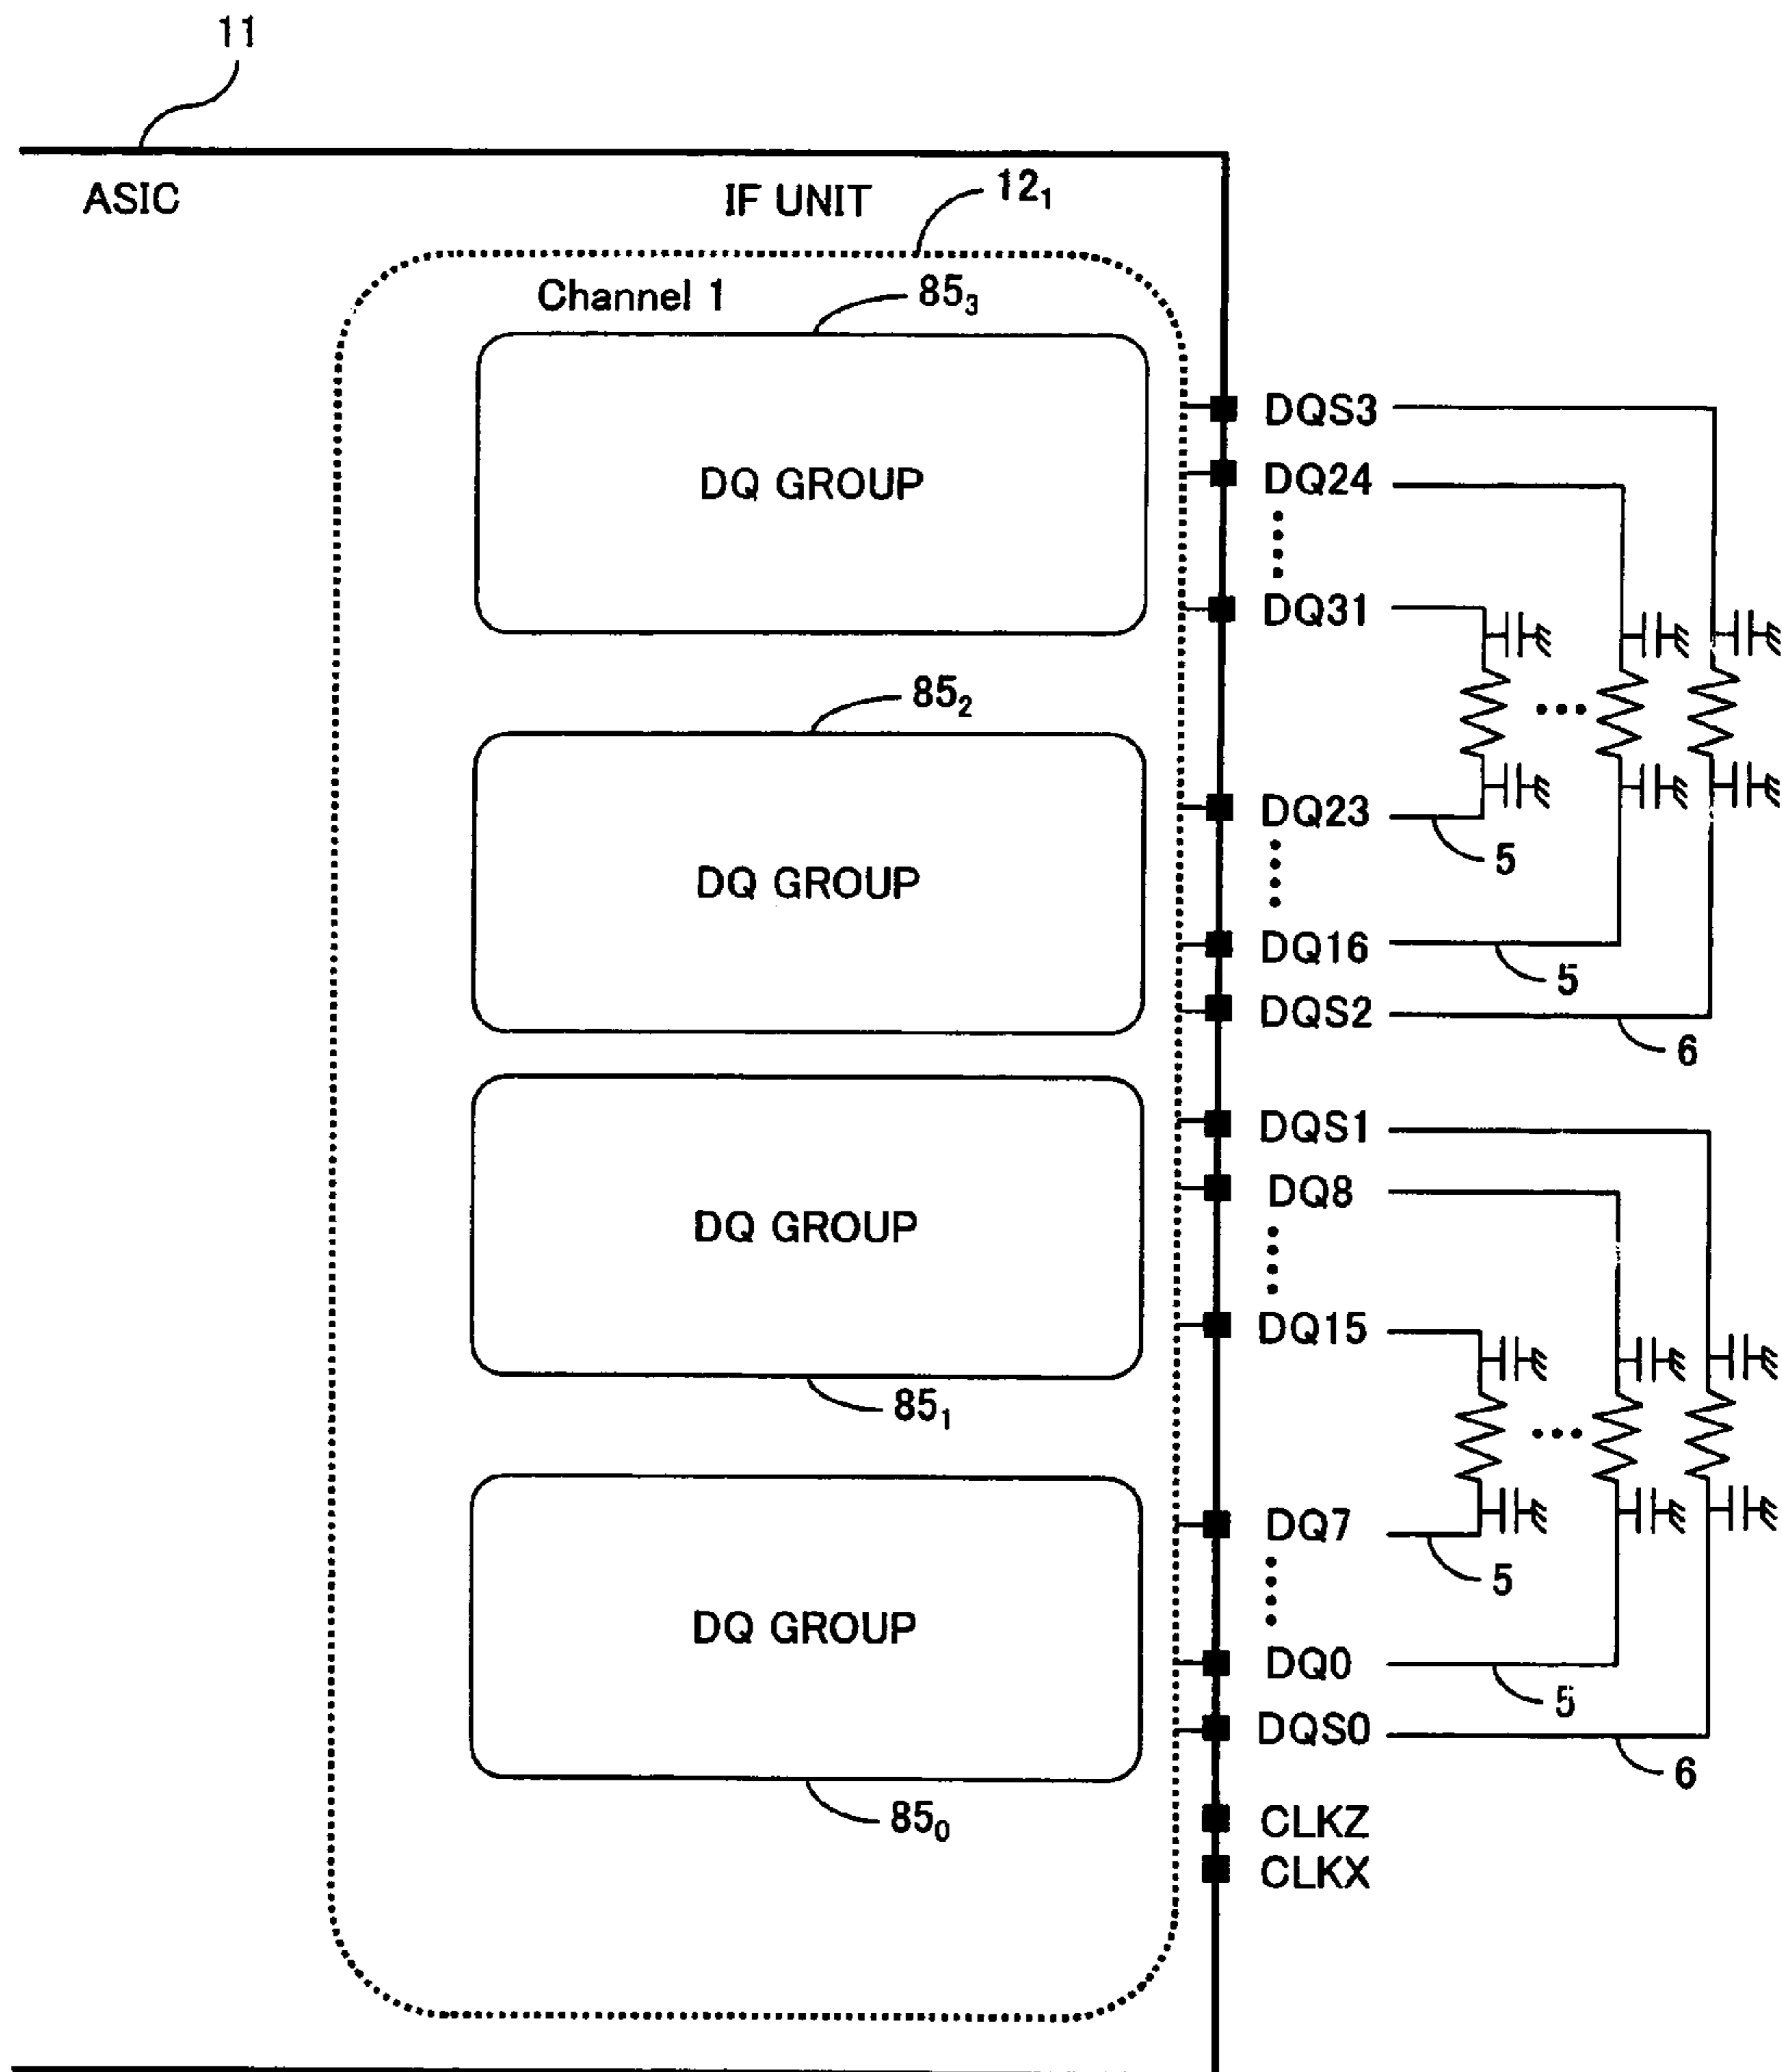 11
ASIC
IF UNIT
12₁
Channel 1
85₃
DQ GROUP
DQS3
DQ24
DQ31
85₂
DQ GROUP
DQ23
5
DQ16
5
DQS2
6
DQ GROUP
DQS1
DQ8
DQ15
85₁
DQ GROUP
DQ7
5
DQ0
5
DQS0
6
85₀
CLKZ
CLKX